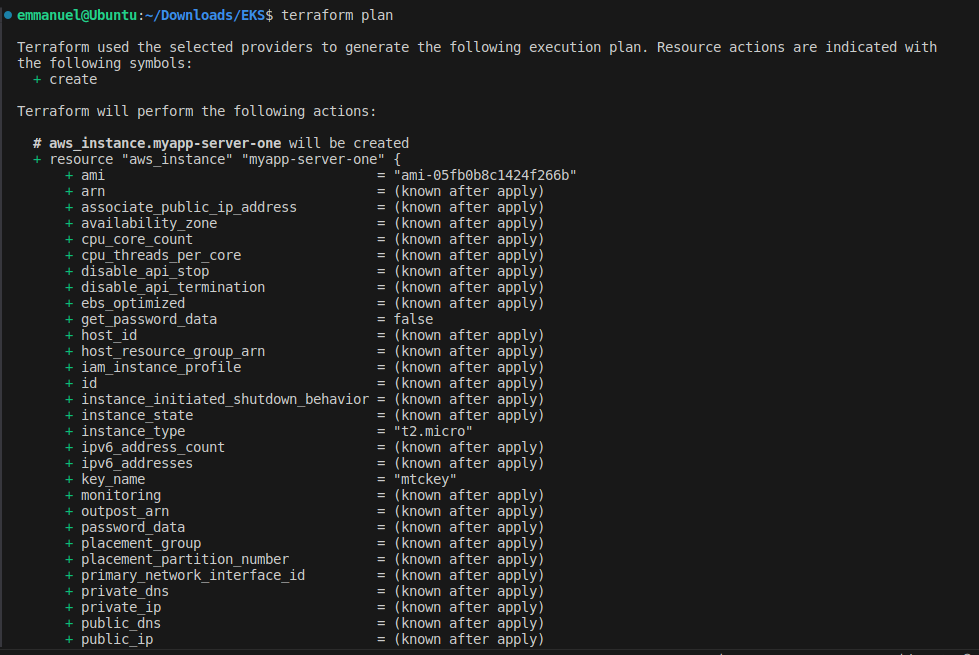 emmanuel@Ubuntu:~/Downloads/EKS$ terraform plan
Terraform used the selected providers to generate the following execution plan. Resource actions are indicated with
the following symbols:
+ create
Terraform will perform the following actions:
# aws_instance.myapp-server-one will be created
+ resource "aws_instance" "myapp-server-one" {
+ ami = "ami-05fb0b8c1424f266b"
+ arn = (known after apply)
+ associate_public_ip_address = (known after apply)
+ availability_zone = (known after apply)
+ cpu_core_count = (known after apply)
+ cpu_threads_per_core = (known after apply)
+ disable_api_stop = (known after apply)
+ disable_api_termination = (known after apply)
+ ebs_optimized = (known after apply)
+ get_password_data = false
+ host_id = (known after apply)
+ host_resource_group_arn = (known after apply)
+ iam_instance_profile = (known after apply)
+ id = (known after apply)
+ instance_initiated_shutdown_behavior = (known after apply)
+ instance_state = (known after apply)
+ instance_type = "t2.micro"
+ ipv6_address_count = (known after apply)
+ ipv6_addresses = (known after apply)
+ key_name = "mtckey"
+ monitoring = (known after apply)
+ outpost_arn = (known after apply)
+ password_data = (known after apply)
+ placement_group = (known after apply)
+ placement_partition_number = (known after apply)
+ primary_network_interface_id = (known after apply)
+ private_dns = (known after apply)
+ private_ip = (known after apply)
+ public_dns = (known after apply)
+ public_ip = (known after apply)